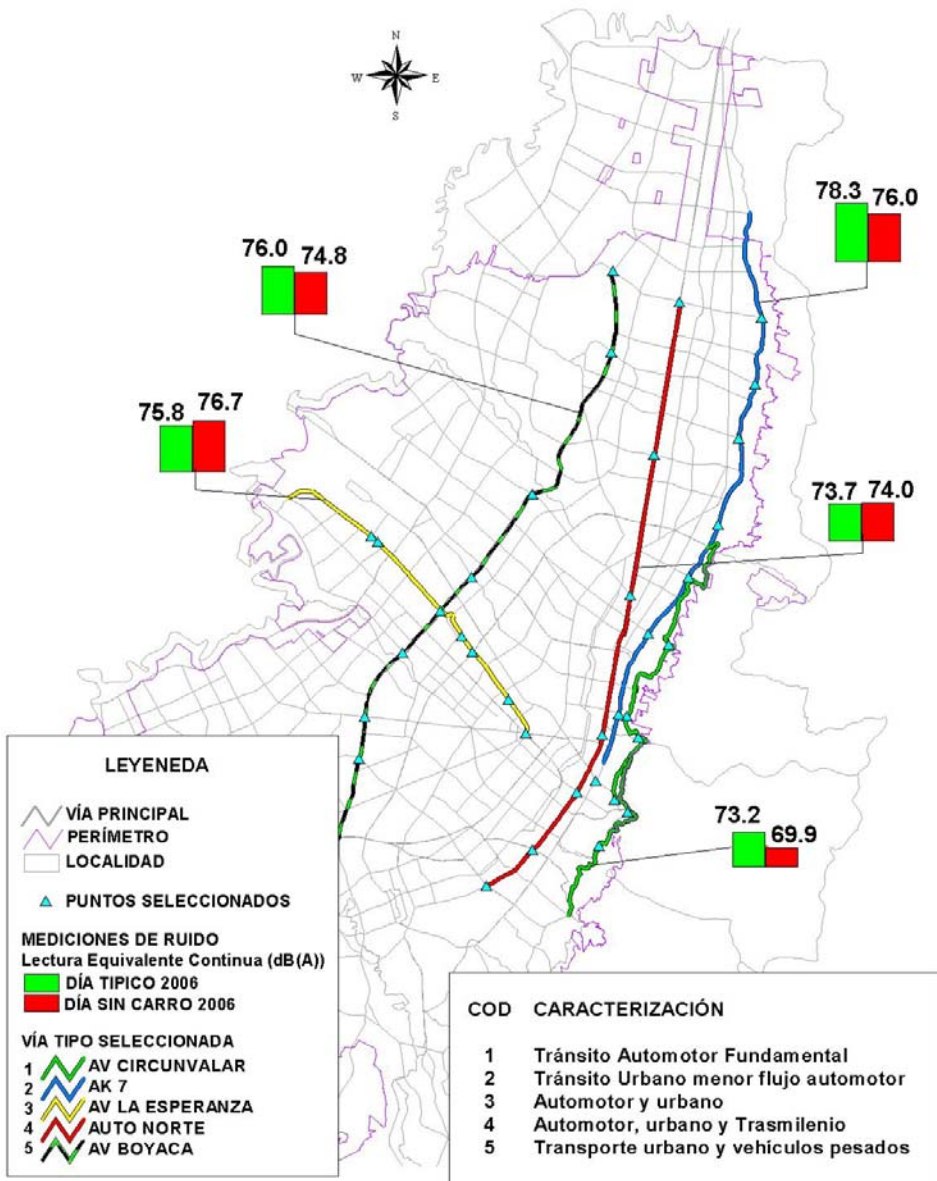 N
W E
S
78.3 76.0
76.0 74.8
75.8 76.7
73.7 74.0
73.2 69.9
LEYENEDA
VÍA PRINCIPAL
PERÍMETRO
LOCALIDAD
PUNTOS SELECCIONADOS
MEDICIONES DE RUIDO
Lectura Equivalente Continua (dB(A))
DÍA TIPICO 2006
DÍA SIN CARRO 2006
VÍA TIPO SELECCIONADA
1 AV CIRCUNVALAR
2 AK 7
3 AV LA ESPERANZA
4 AUTO NORTE
5 AV BOYACA
COD CARACTERIZACIÓN
1 Tránsito Automotor Fundamental
2 Tránsito Urbano menor flujo automotor
3 Automotor y urbano
4 Automotor, urbano y Trasmilenio
5 Transporte urbano y vehículos pesados